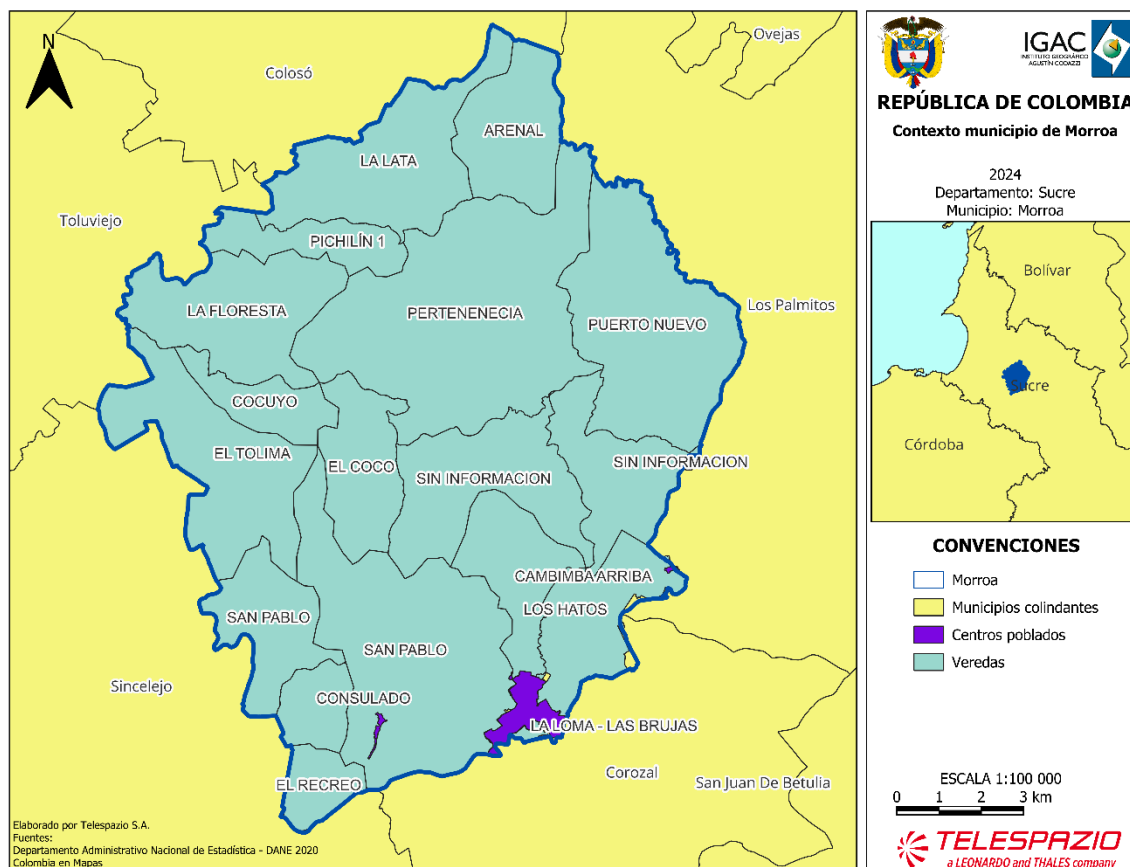 N
Ovejas
Colosó
ARENAL
LA LATA
Toluviejo
PICHILÍN 1
LA FLORESTA
PERTENENECIA
Los Palmitos
PUERTO NUEVO
COCUYO
EL TOLIMA
EL COCO
SIN INFORMACION
SIN INFORMACION
CAMBIMBA ARRIBA
LOS HATOS
SAN PABLO
SAN PABLO
Sincelejo
CONSULADO
LA LOMA - LAS BRUJAS
Corozal
San Juan De Betulia
EL RECREO
Elaborado por Telespazio S.A.
Fuentes:
Departamento Administrativo Nacional de Estadística - DANE 2020
Colombia en Mapas
IGAC
INSTITUTO GEOGRÁFICO
AGUSTÍN CODAZZI
REPÚBLICA DE COLOMBIA
Contexto municipio de Morroa
2024
Departamento: Sucre
Municipio: Morroa
Bolívar
Sucre
Córdoba
CONVENCIONES
Morroa
Municipios colindantes
Centros poblados
Veredas
ESCALA 1:100 000
0 1 2 3 km
TELESPAZIO
a LEONARDO and THALES company